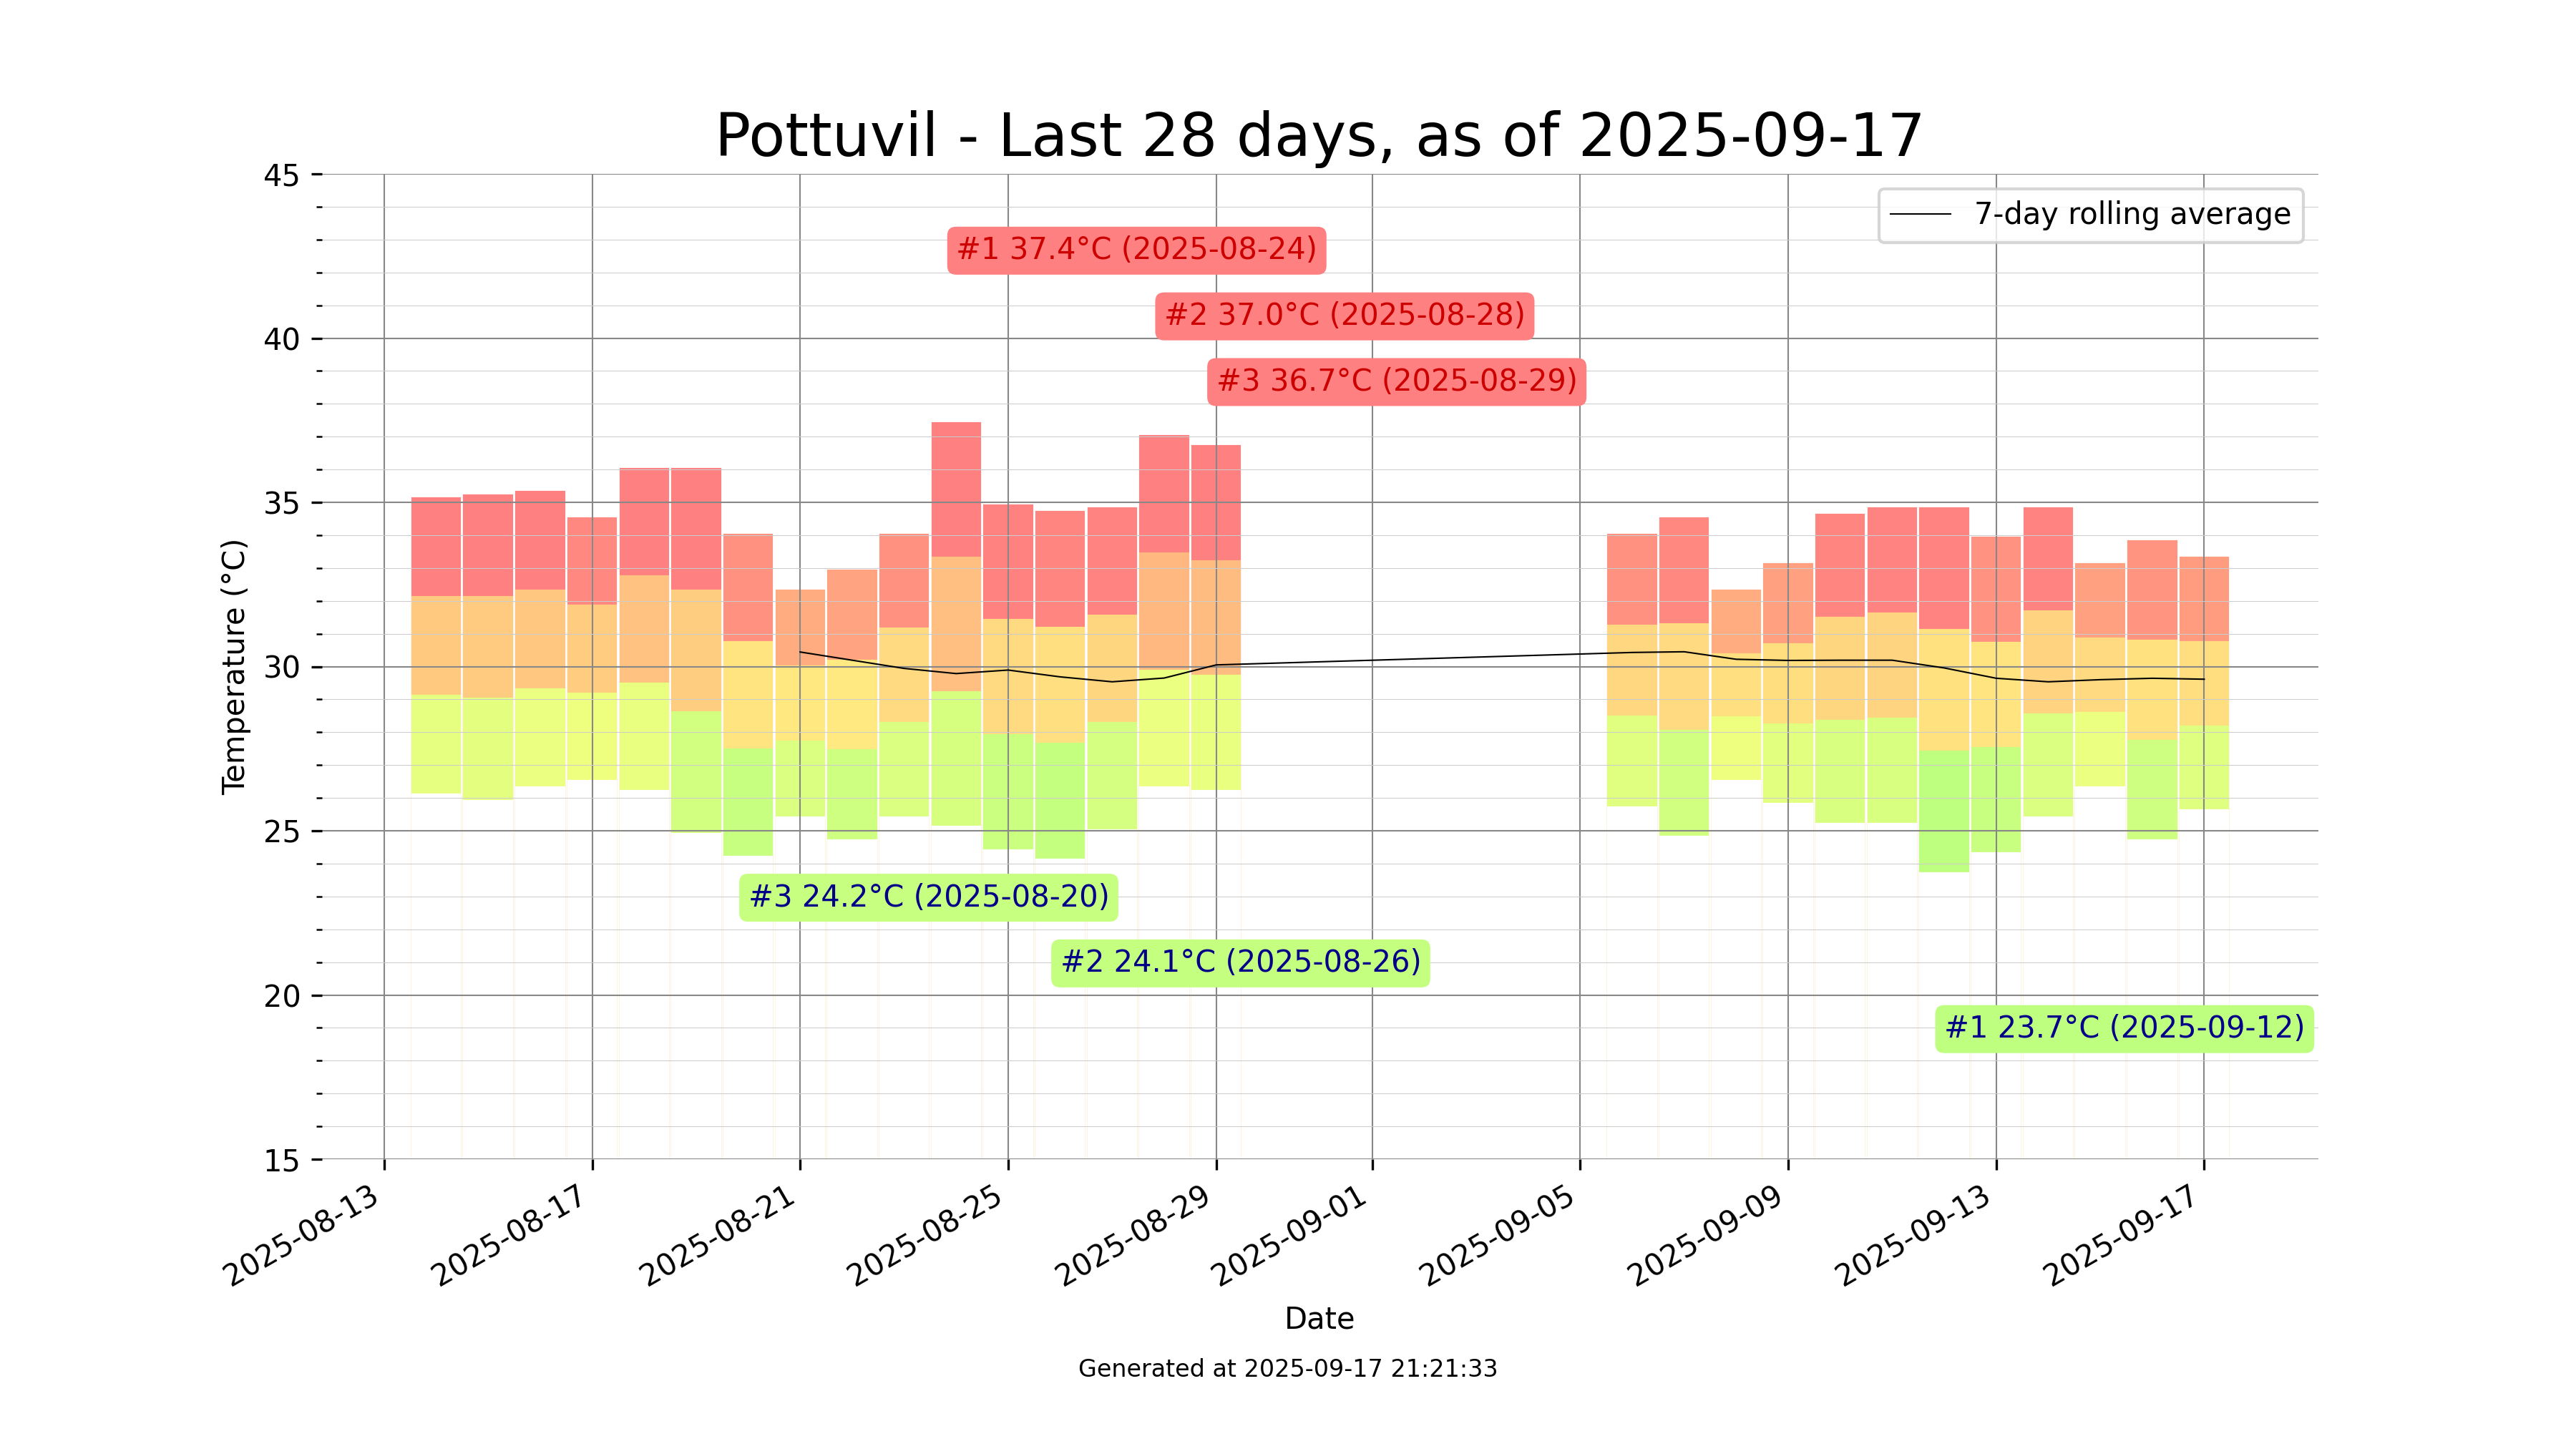 Pottuvil - Last 28 days, as of 2025-09-17
45
40
35
30
25
20
15
Temperature (°C)
7-day rolling average
#1 37.4°C (2025-08-24)
#2 37.0°C (2025-08-28)
#3 36.7°C (2025-08-29)
#3 24.2°C (2025-08-20)
#2 24.1°C (2025-08-26)
#1 23.7°C (2025-09-12)
2025-08-13
2025-08-17
2025-08-21
2025-08-25
2025-08-29
2025-09-01
2025-09-05
2025-09-09
2025-09-13
2025-09-17
Date
Generated at 2025-09-17 21:21:33